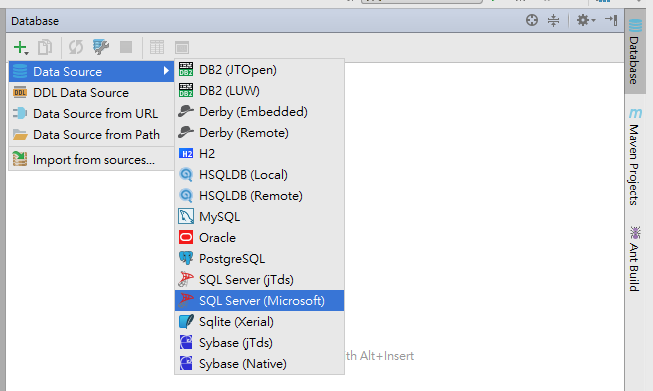 Database
Data Source
DDL Data Source
Data Source from URL
Data Source from Path
Import from sources...
DB2 (JTOpen)
DB2 (LUW)
Derby (Embedded)
Derby (Remote)
H2
HSQLDB (Local)
HSQLDB (Remote)
MySQL
Oracle
PostgreSQL
SQL Server (jTds)
SQL Server (Microsoft)
Sqlite (Xerial)
Sybase (jTds)
Sybase (Native)
th Alt+Insert
Database
Maven Projects
Ant Build